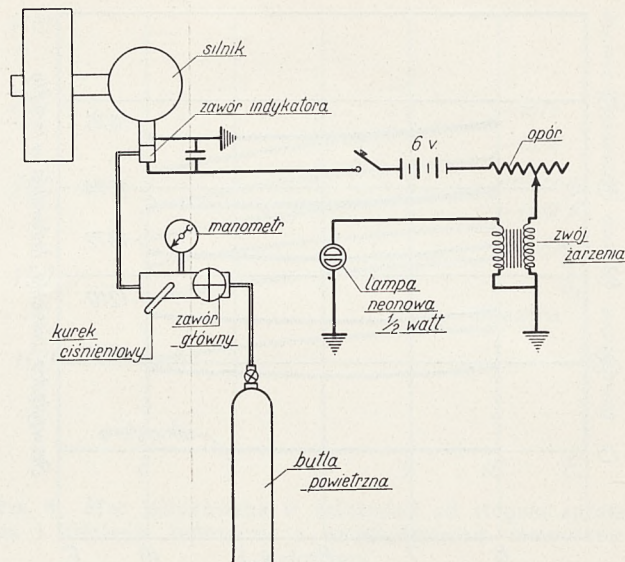 silnik
zawór indykatora
6 v.
opór
manometr
zwój
żarzenia
lampa
neonowa
1/2 watt.
zawór
główny
kurek
ciśnieniowy
butla
powietrzna